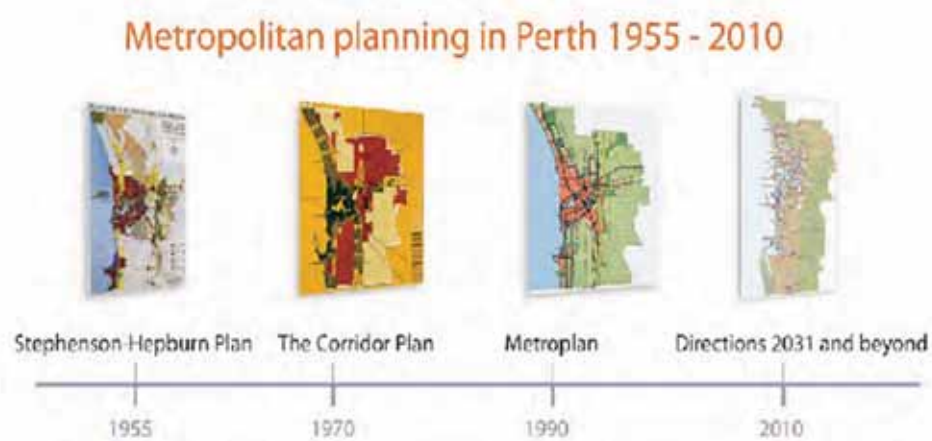 Metropolitan planning in Perth 1955 - 2010
Stephenson-Hepburn Plan
The Corridor Plan
Metroplan
Directions 2031 and beyond
1955
1970
1990
2010